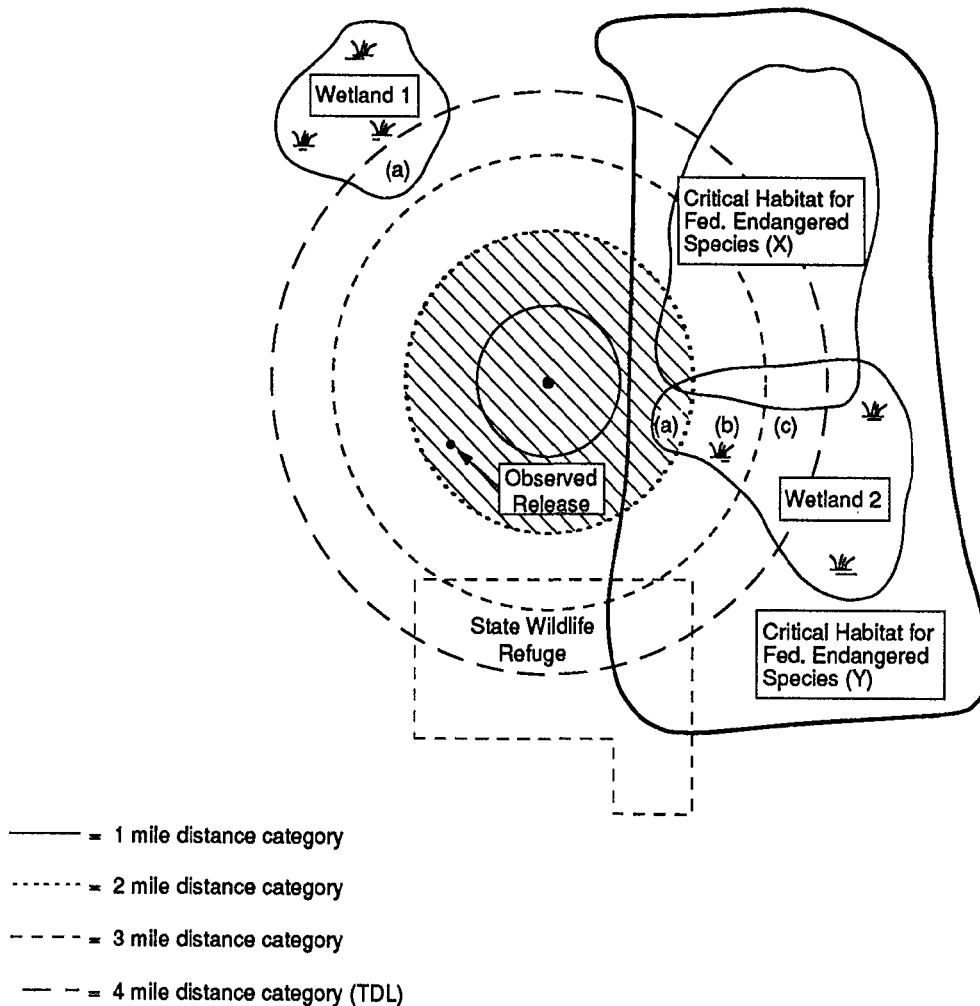 Wetland 1
(a)
Critical Habitat for
Fed. Endangered
Species (X)
(a)
(b)
(c)
Observed
Release
Wetland 2
State Wildlife
Refuge
Critical Habitat for
Fed. Endangered
Species (Y)
= 1 mile distance category
= 2 mile distance category
= 3 mile distance category
= 4 mile distance category (TDL)